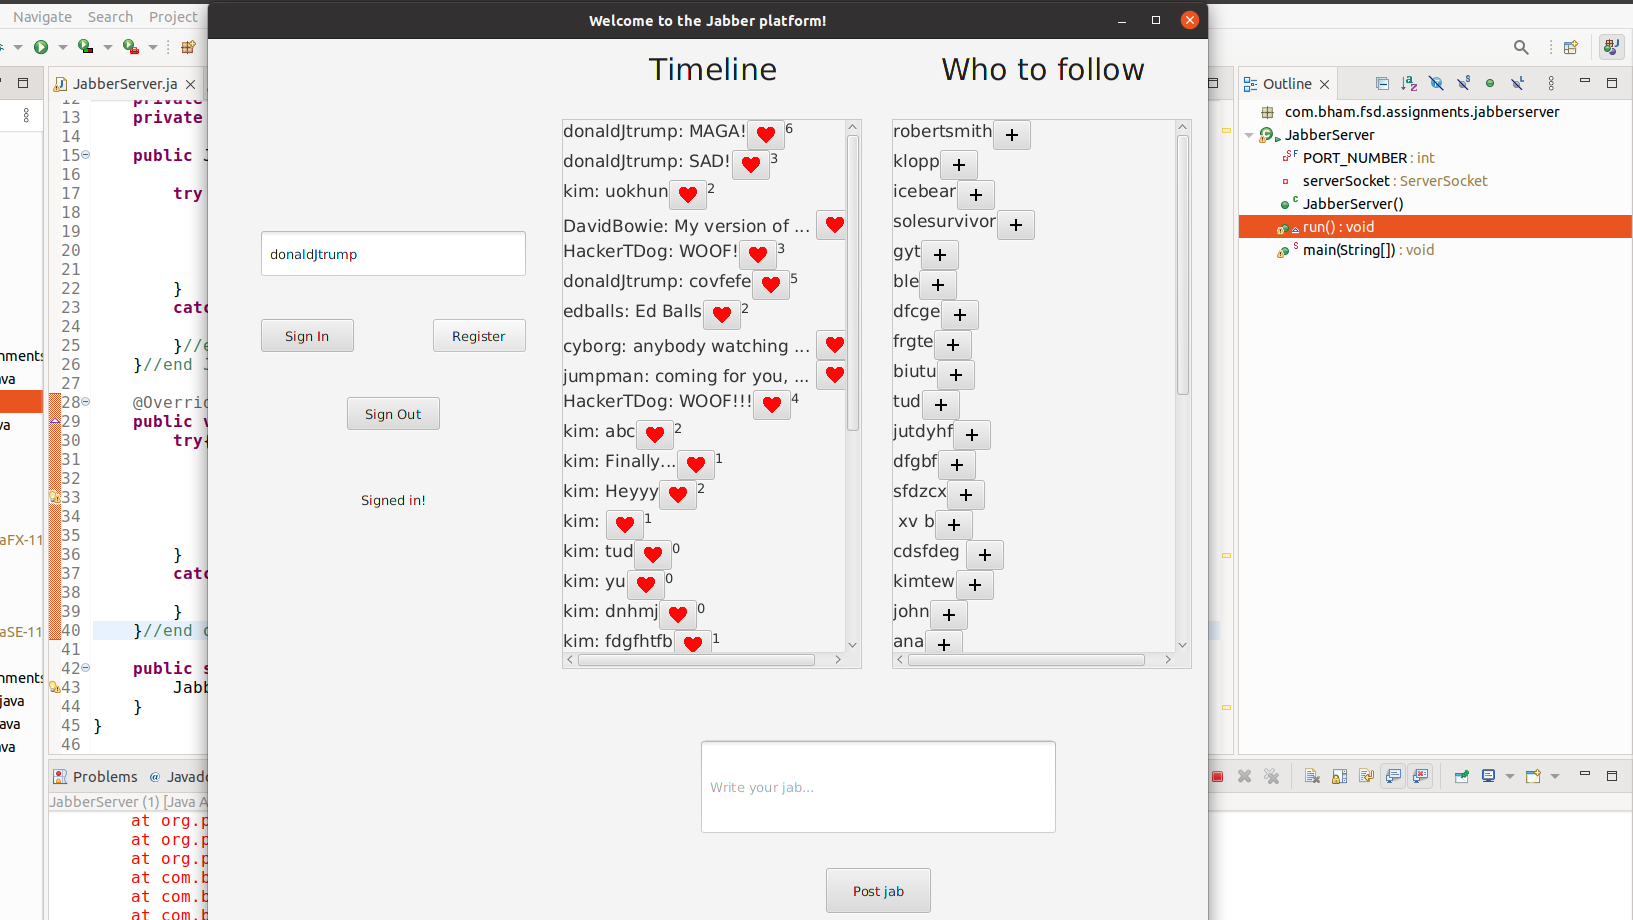 Navigate Search Project
Welcome to the Jabber platform!
JabberServer.ja
12 private
13 private
14
15 public J
16
17 try
18
19
20
21
22 }
23 catc
24
25 }//e
26 }//end J
27
28 @Overrid
29 public v
30 try{
31
32
33
34
35
36 }
37 catc
38
39 }
40 }//end c
41
42 public s
43 Jabb
44 }
45 }
46
nments
ava
va
aFX-11
aSE-11
nments
java
ava
va
donaldJtrump
Sign In
Register
Sign Out
Signed in!
Timeline
donaldJtrump: MAGA! 6
donaldJtrump: SAD! 3
kim: uokhun 2
DavidBowie: My version of ...
HackerTDog: WOOF! 3
donaldJtrump: covfefe 5
edballs: Ed Balls 2
cyborg: anybody watching ...
jumpman: coming for you, ...
HackerTDog: WOOF!!! 4
kim: abc 2
kim: Finally... 1
kim: Heyyy 2
kim: 1
kim: tud 0
kim: yu 0
kim: dnhmj 0
kim: fdgfhtfb 1
Who to follow
robertsmith +
klopp +
icebear +
solesurvivor +
gyt +
ble +
dfcge +
frgte +
biutu +
tud +
jutdyhf +
dfgbf +
sfdzcx +
xv b +
cdsfdeg +
kimtew +
john +
ana +
Write your jab...
Post jab
Outline
com.bham.fsd.assignments.jabberserver
JabberServer
PORT_NUMBER : int
serverSocket : ServerSocket
JabberServer()
run() : void
main(String[]) : void
Problems @ Javado
JabberServer (1) [Java A
at org.p
at org.p
at org.p
at com.b
at com.b
at com.b